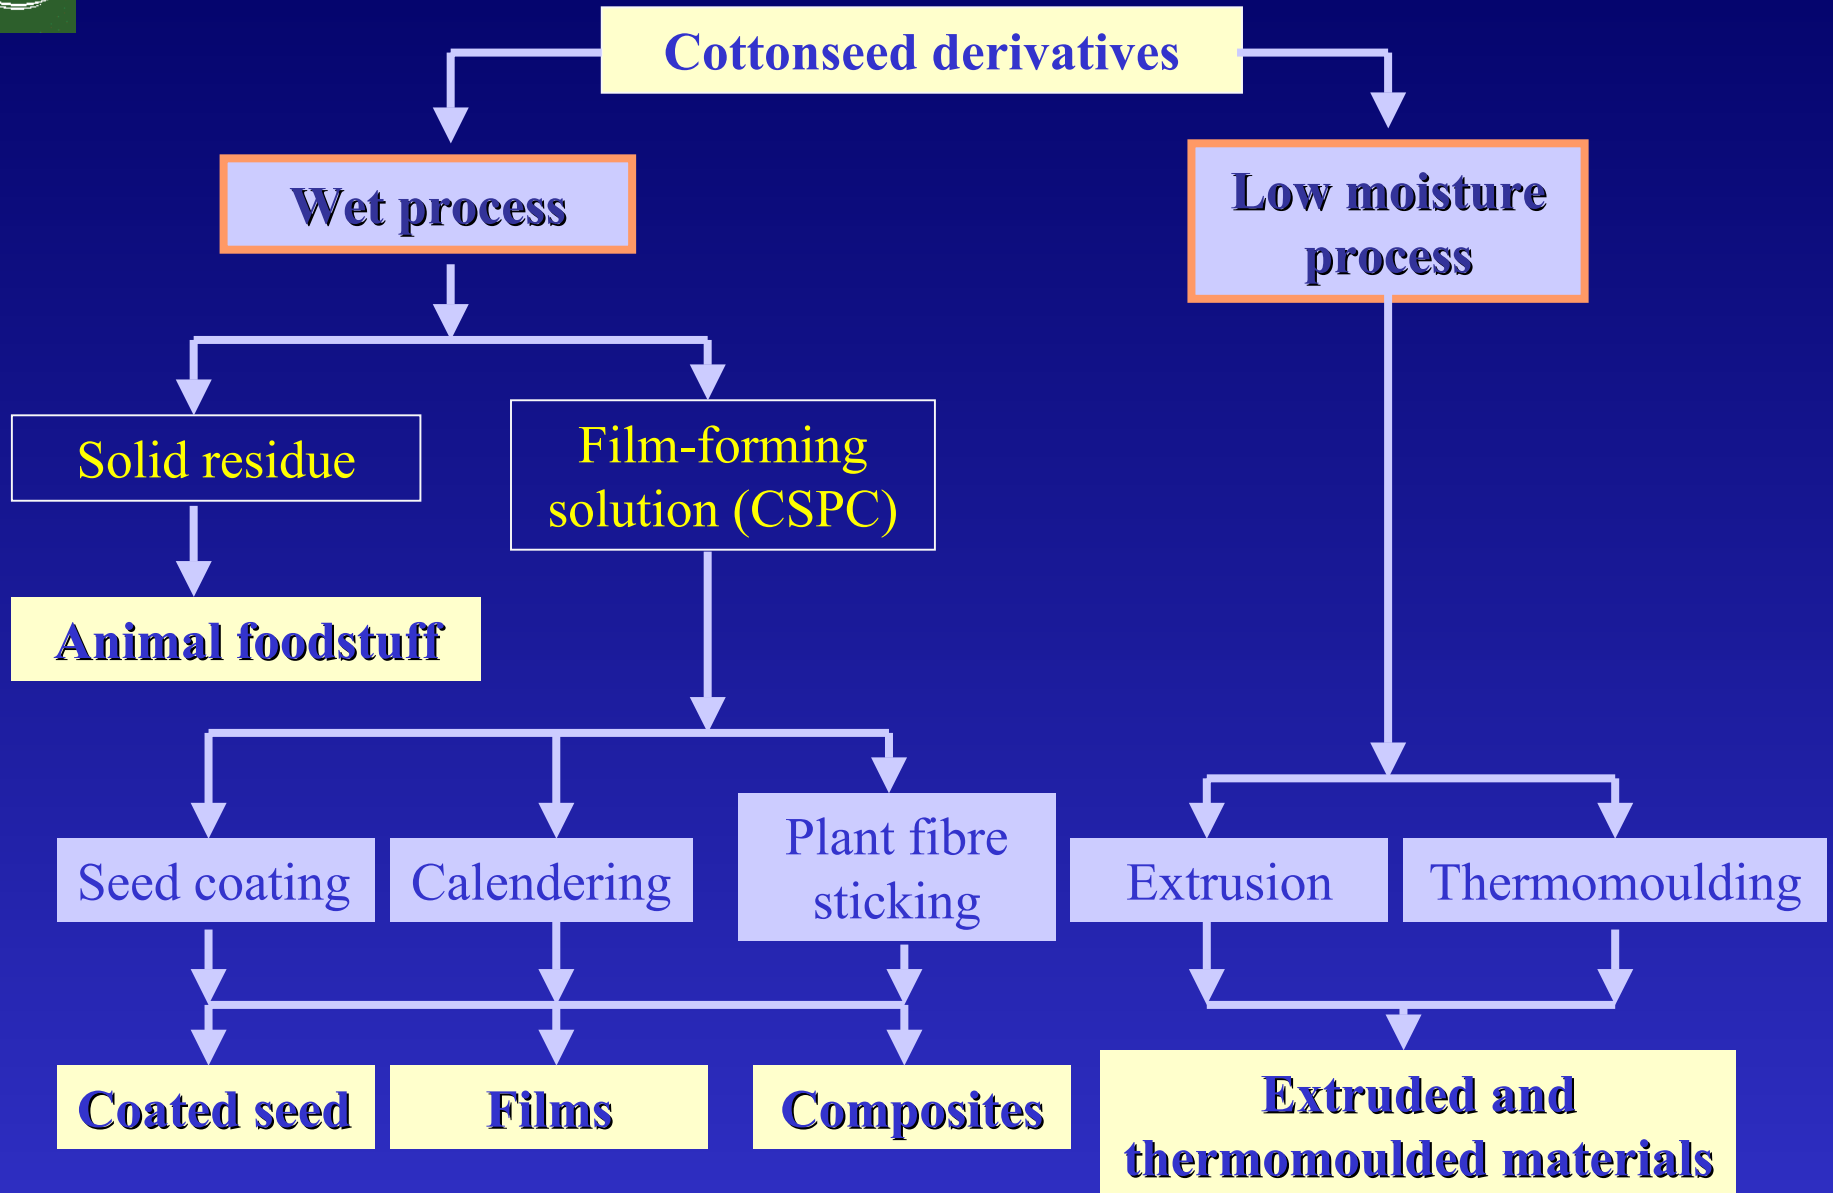 Cottonseed derivatives
Wet process
Low moisture
process
Solid residue
Film-forming
solution (CSPC)
Animal foodstuff
Seed coating
Calendering
Plant fibre
sticking
Extrusion
Thermomoulding
Coated seed
Films
Composites
Extruded and
thermomoulded materials